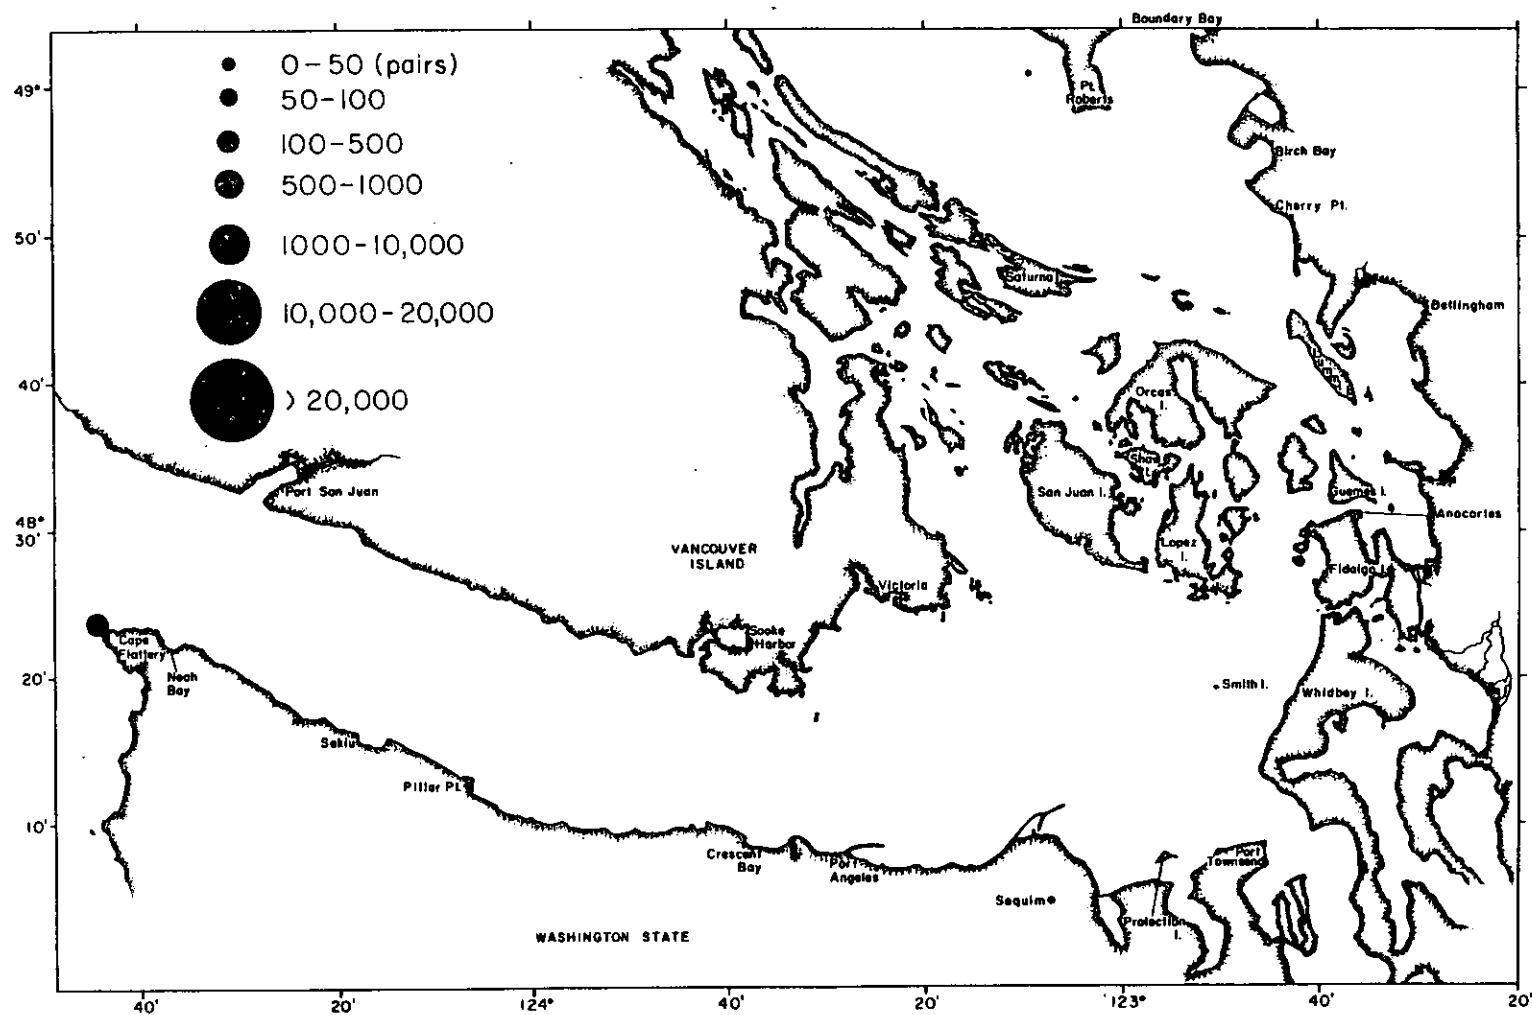 Boundary Bay
0-50 (pairs)
50-100
100-500
500-1000
1000-10,000
10,000-20,000
> 20,000
49°
50'
40'
48°
30'
20'
10'
Pt.
Roberts
Birch Bay
Cherry Pt.
Saturna I.
Bellingham
Lummi I.
Orcas
I.
Shaw
I.
San Juan I.
Guemes I.
Anacortes
Lopez
I.
Fidalgo I.
Port San Juan
VANCOUVER
ISLAND
Victoria
Sooke
Harbor
Cape
Flattery
Neah
Bay
Smith I.
Whidbey I.
Sekiu
Pillar Pt.
Crescent
Bay
Port
Angeles
Port
Townsend
Sequim
Protection
I.
WASHINGTON STATE
40'
20'
124°
40'
20'
123°
40'
20'